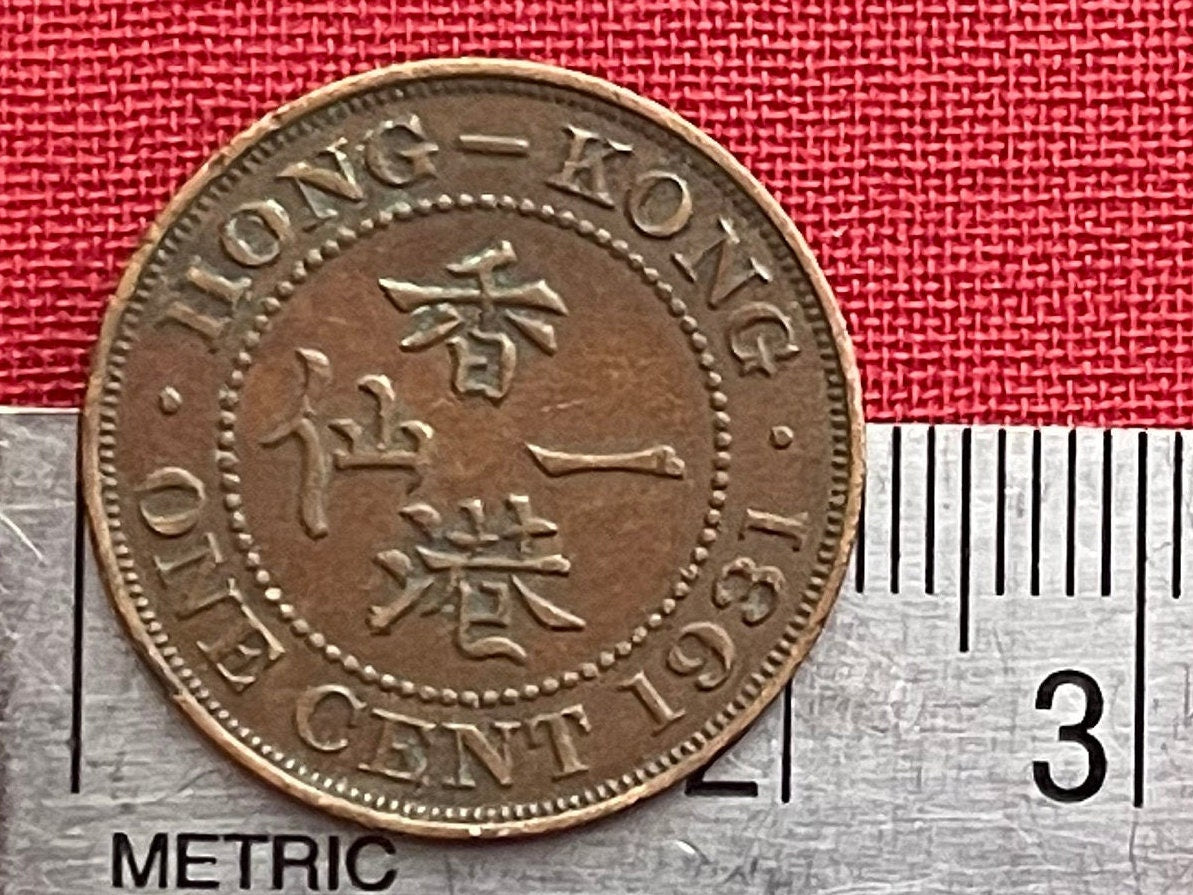 HONG - KONG
香
仙 一
港
ONE CENT 1931
2
3
METRIC